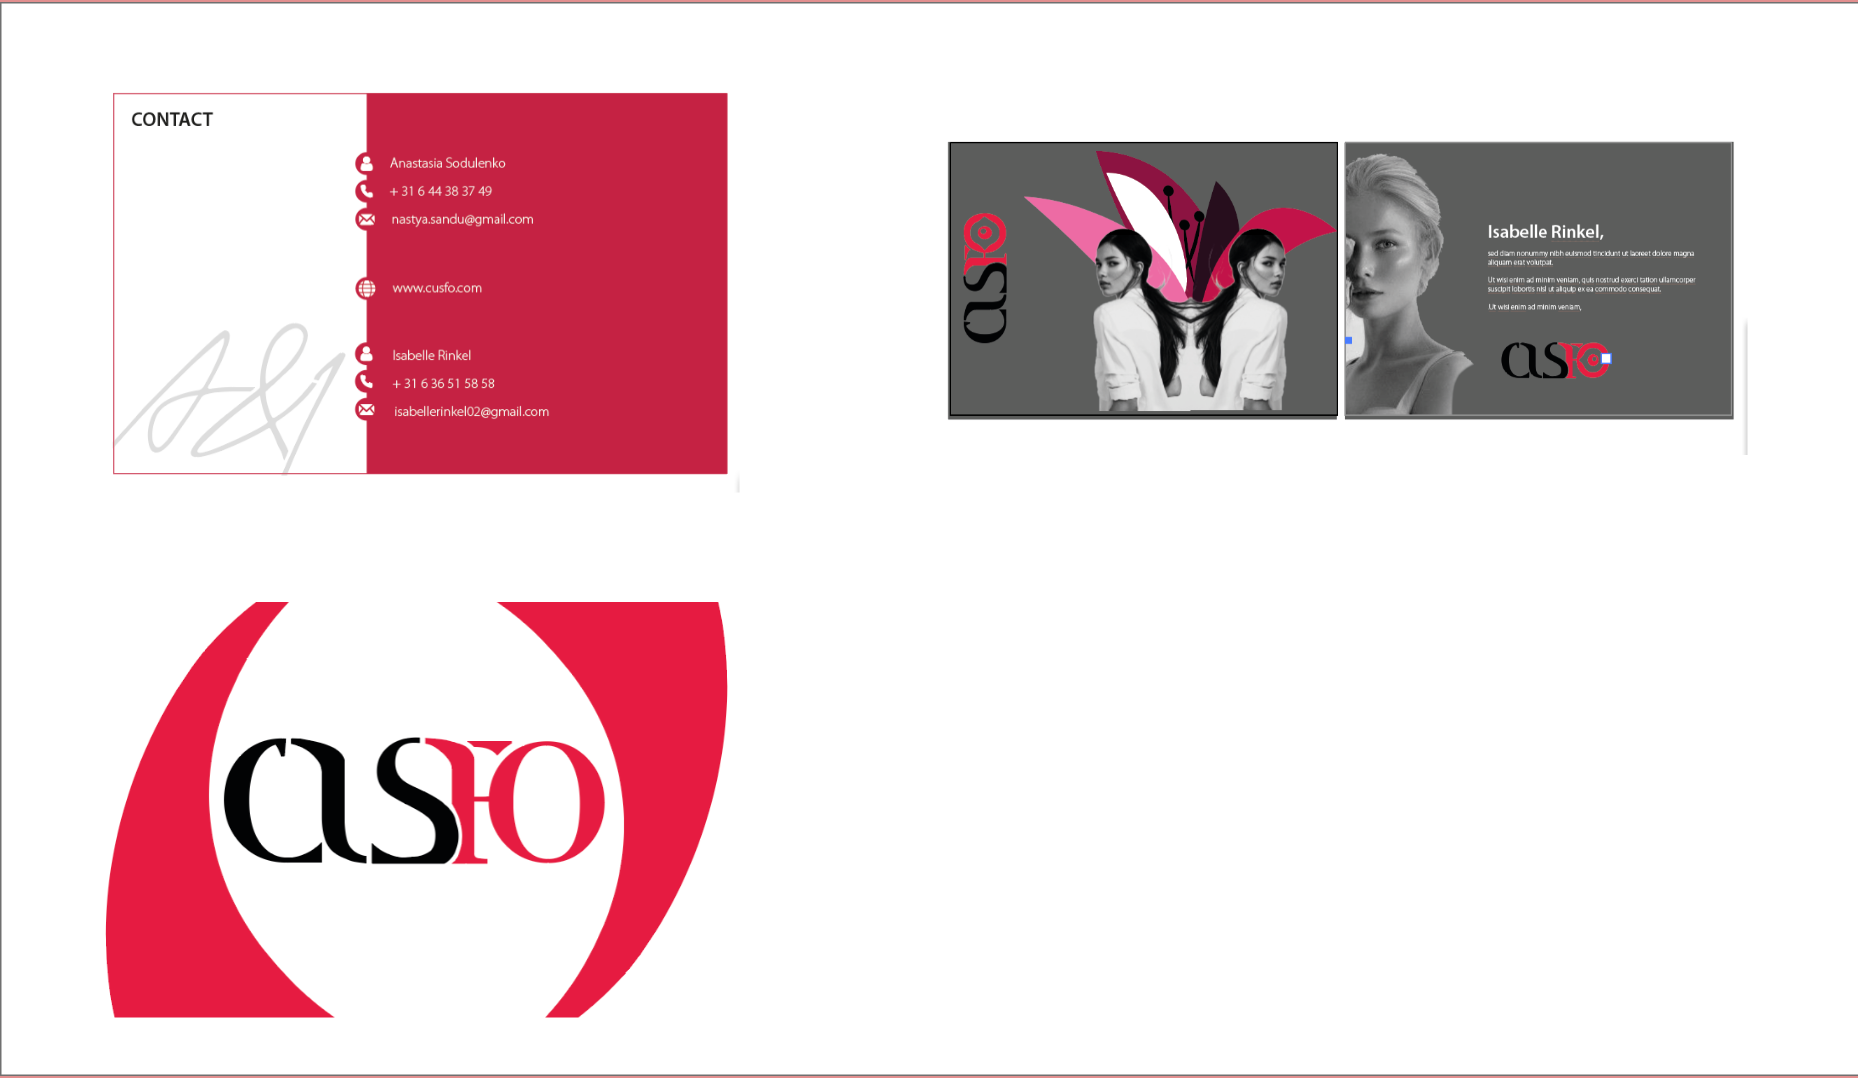 CONTACT
Anastasia Sodulenko
+ 31 6 44 38 37 49
nastya.sandu@gmail.com
www.cusfo.com
Isabelle Rinkel
+ 31 6 36 51 58 58
isabellerinkel02@gmail.com
A&I
cusFO
Isabelle Rinkel,
sed diam nonummy nibh euismod tincidunt ut laoreet dolore magna
aliquam erat volutpat.
Ut wisi enim ad minim veniam, quis nostrud exerci tation ullamcorper
suscipit lobortis nisl ut aliquip ex ea commodo consequat.
Ut wisi enim ad minim veniam,
cusFO
cusFO